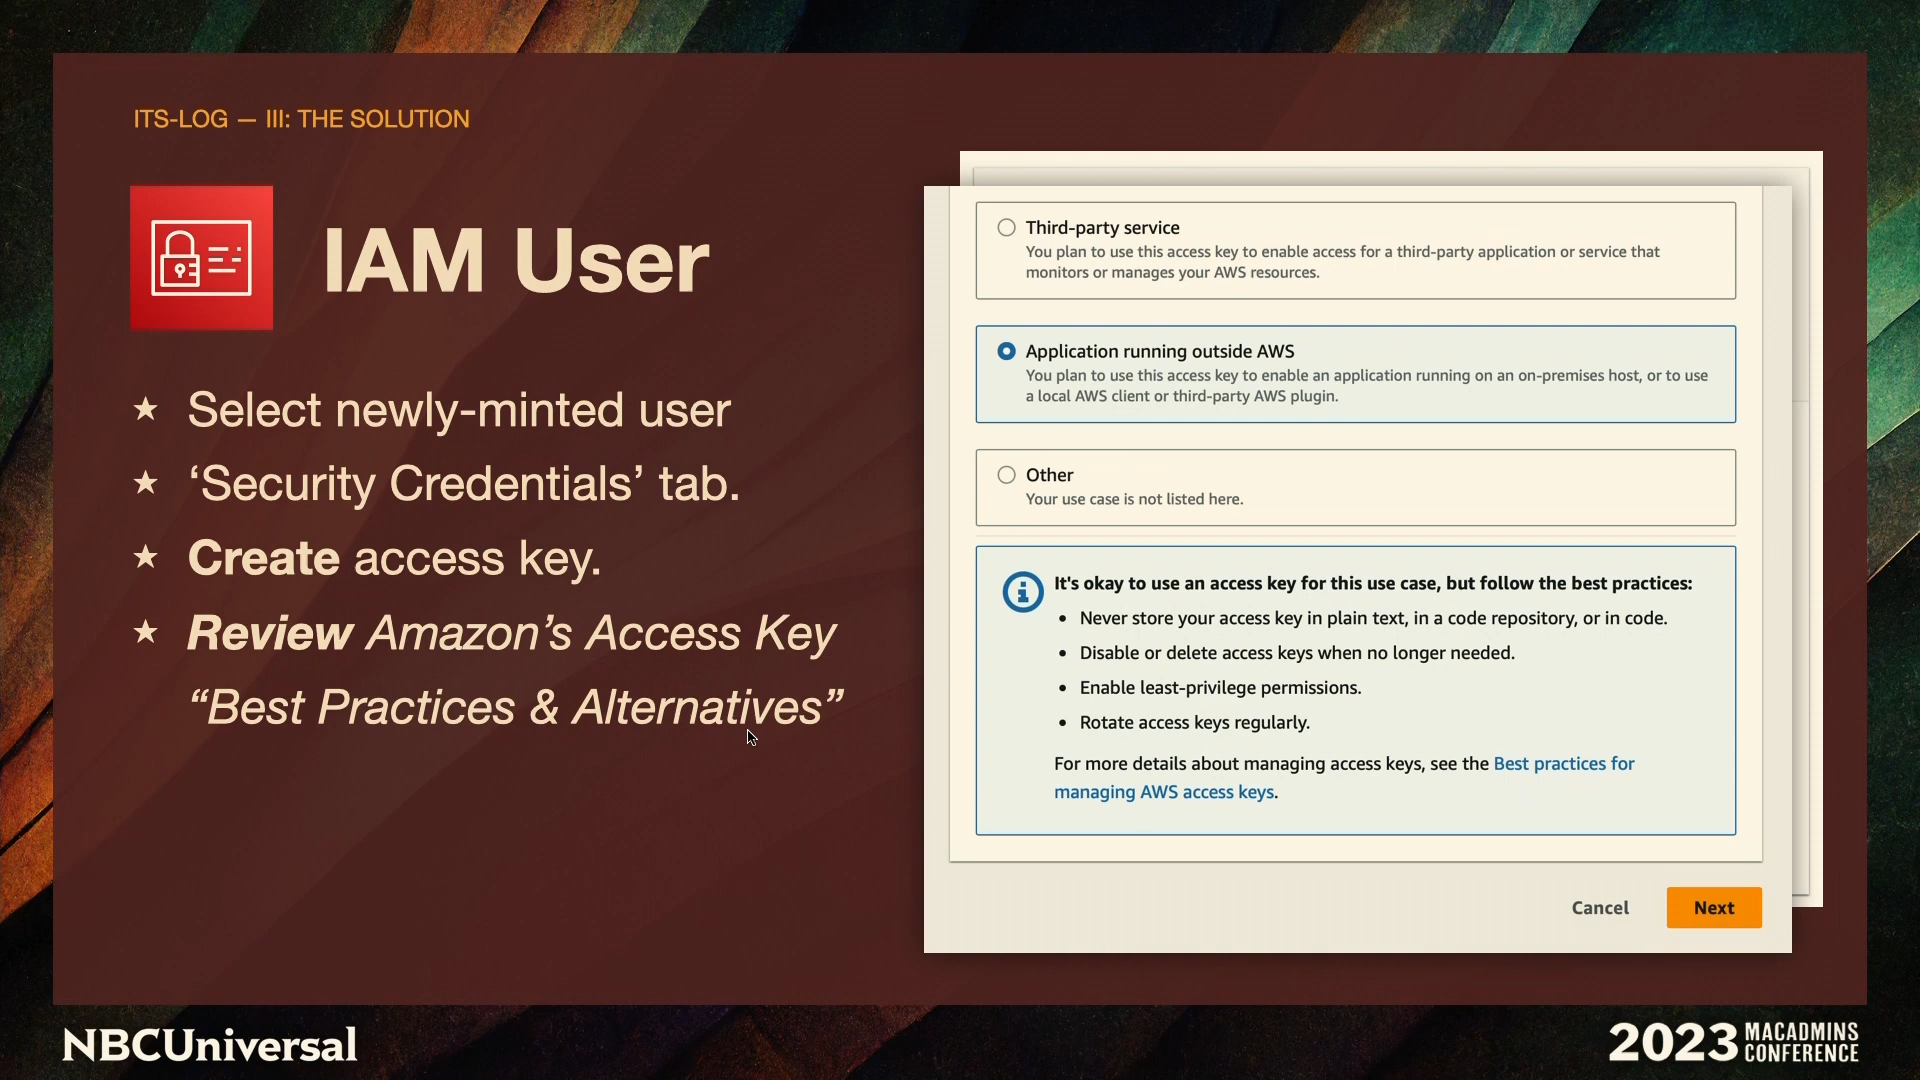 ITS-LOG — III: THE SOLUTION
IAM User
★ Select newly-minted user
★ ‘Security Credentials’ tab.
★ Create access key.
★ Review Amazon’s Access Key
“Best Practices & Alternatives”
Third-party service
You plan to use this access key to enable access for a third-party application or service that
monitors or manages your AWS resources.
Application running outside AWS
You plan to use this access key to enable an application running on an on-premises host, or to use
a local AWS client or third-party AWS plugin.
Other
Your use case is not listed here.
It's okay to use an access key for this use case, but follow the best practices:
• Never store your access key in plain text, in a code repository, or in code.
• Disable or delete access keys when no longer needed.
• Enable least-privilege permissions.
• Rotate access keys regularly.
For more details about managing access keys, see the Best practices for
managing AWS access keys.
Cancel
Next
NBCUniversal
2023 MACADMINS
CONFERENCE